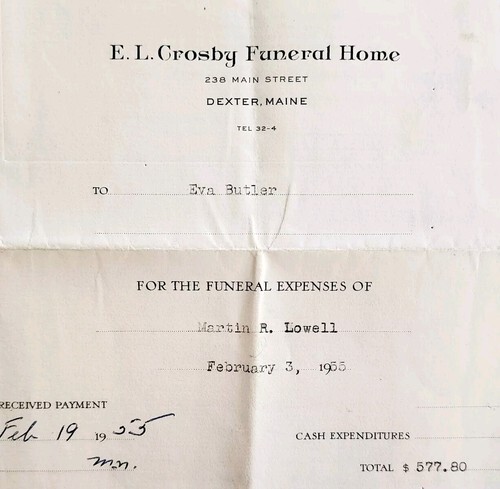 E. L. Crosby Funeral Home
238 MAIN STREET
DEXTER, MAINE
TEL 32-4
TO Eva Butler
FOR THE FUNERAL EXPENSES OF
Martin R. Lowell
February 3, 1955
RECEIVED PAYMENT
Feb 19 1955
CASH EXPENDITURES
m.n.
TOTAL $ 577.80